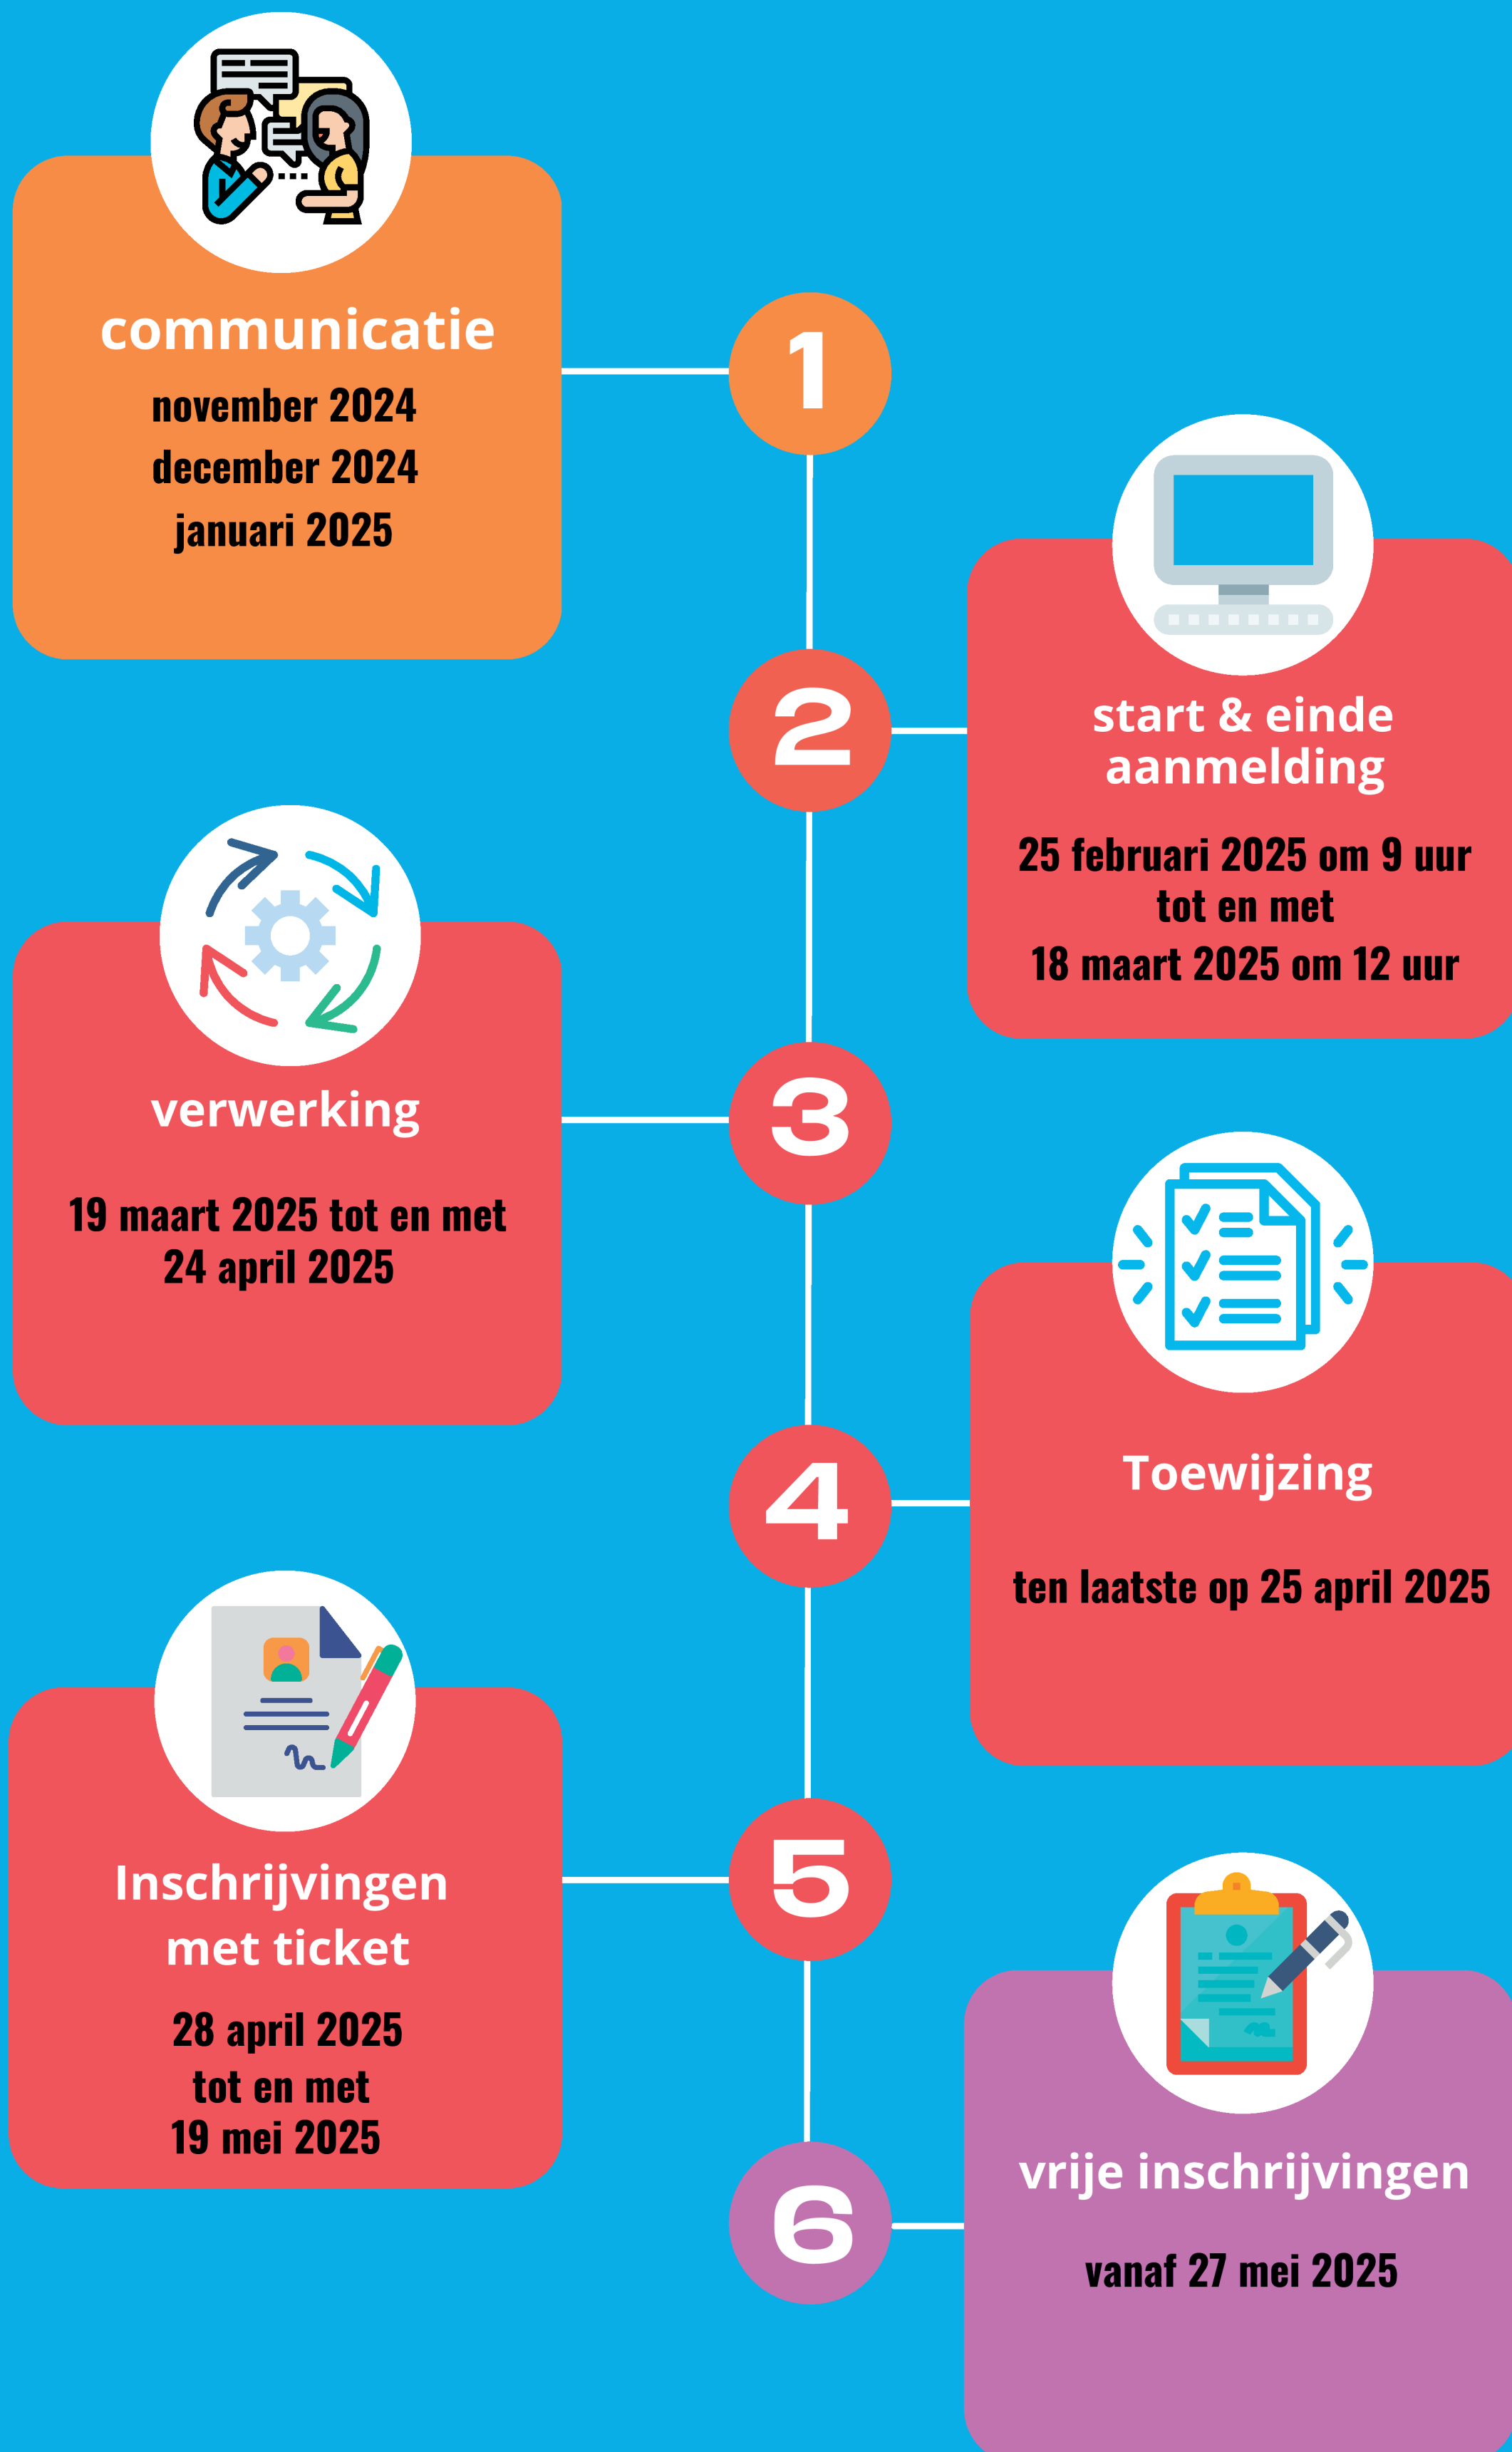 communicatie
november 2024
december 2024
januari 2025
1
2
start & einde
aanmelding
25 februari 2025 om 9 uur
tot en met
18 maart 2025 om 12 uur
3
verwerking
19 maart 2025 tot en met
24 april 2025
4
Toewijzing
ten laatste op 25 april 2025
5
Inschrijvingen
met ticket
28 april 2025
tot en met
19 mei 2025
6
vrije inschrijvingen
vanaf 27 mei 2025